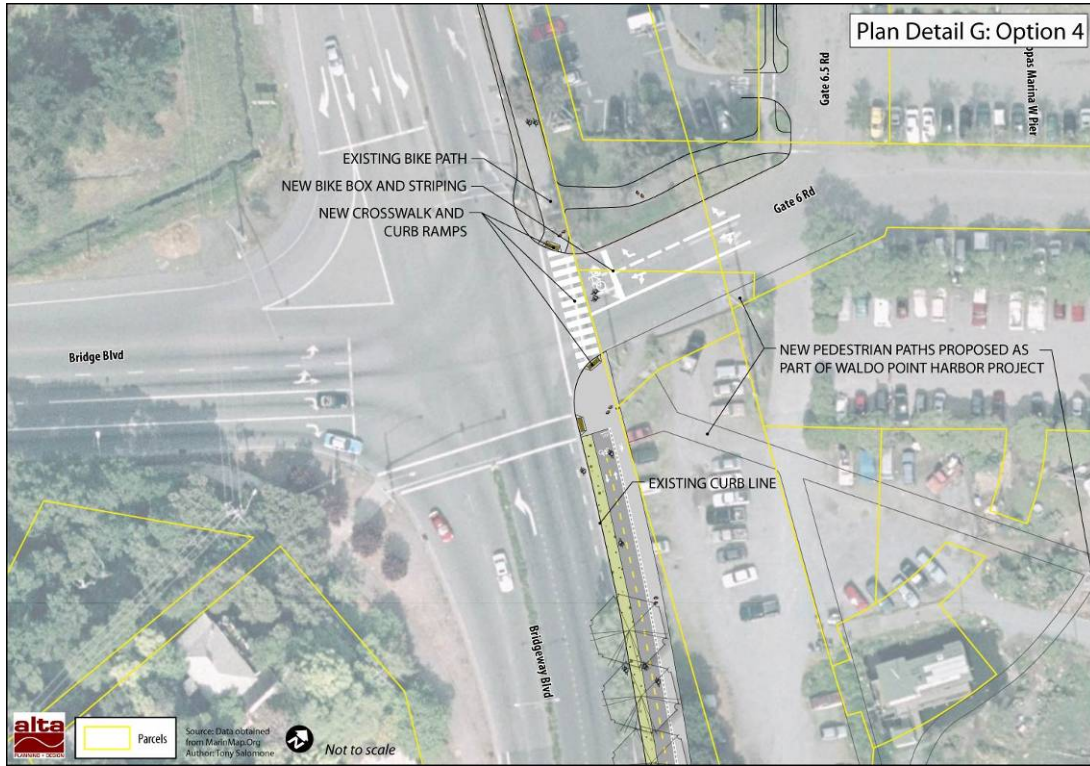 Plan Detail G: Option 4
Gate 6.5 Rd
Marina W Pier
EXISTING BIKE PATH
NEW BIKE BOX AND STRIPING
NEW CROSSWALK AND
CURB RAMPS
Gate 6 Rd
Bridge Blvd
NEW PEDESTRIAN PATHS PROPOSED AS
PART OF WALDO POINT HARBOR PROJECT
EXISTING CURB LINE
Bridgeway Blvd
alta
PLANNING + DESIGN
Parcels
Source: Data obtained
from MarinMap.Org
Author: Tony Salomone
Not to scale